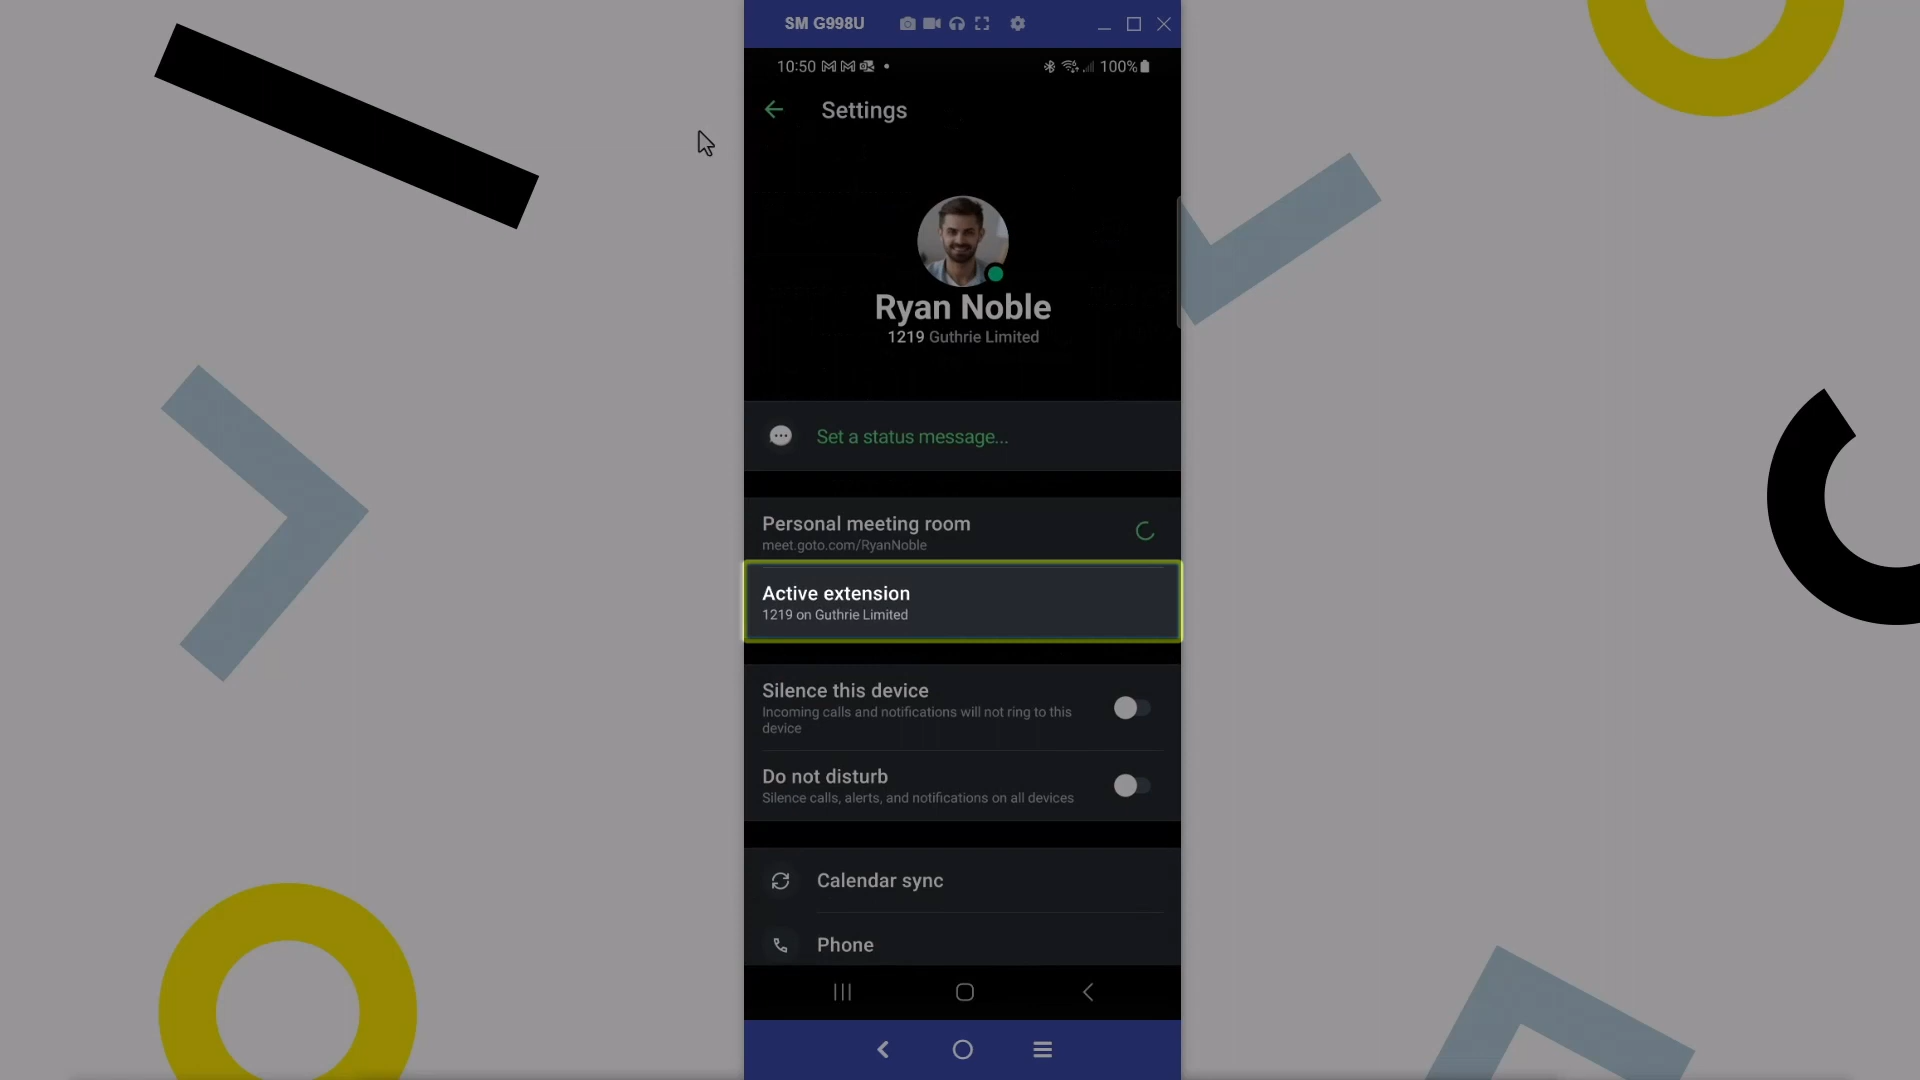 SM G998U
10:50
100%
Settings
Ryan Noble
1219 Guthrie Limited
Set a status message...
Personal meeting room
meet.goto.com/RyanNoble
Active extension
1219 on Guthrie Limited
Silence this device
Incoming calls and notifications will not ring to this
device
Do not disturb
Silence calls, alerts, and notifications on all devices
Calendar sync
Phone